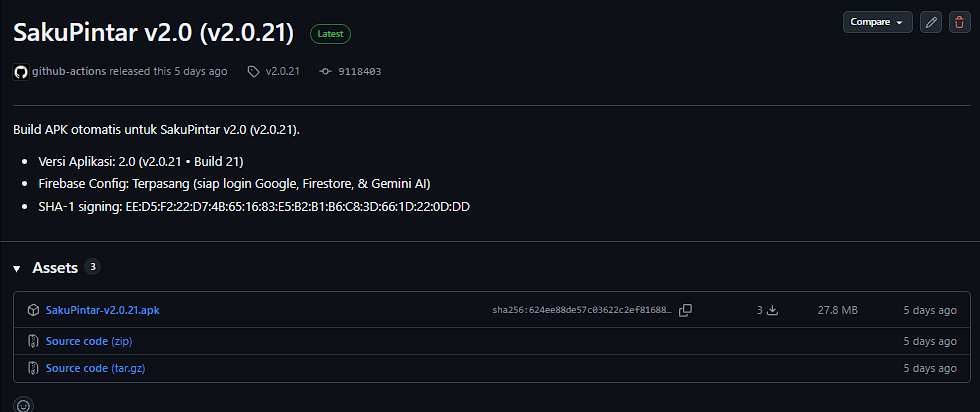 SakuPintar v2.0 (v2.0.21) Latest
Compare
github-actions released this 5 days ago v2.0.21 9118403
Build APK otomatis untuk SakuPintar v2.0 (v2.0.21).
• Versi Aplikasi: 2.0 (v2.0.21 • Build 21)
• Firebase Config: Terpasang (siap login Google, Firestore, & Gemini AI)
• SHA-1 signing: EE:D5:F2:22:D7:4B:65:16:83:E5:B2:B1:B6:C8:3D:66:1D:22:0D:DD
Assets 3
SakuPintar-v2.0.21.apk sha256:624ee88de57c03622c2ef81688… 3 27.8 MB 5 days ago
Source code (zip) 5 days ago
Source code (tar.gz) 5 days ago